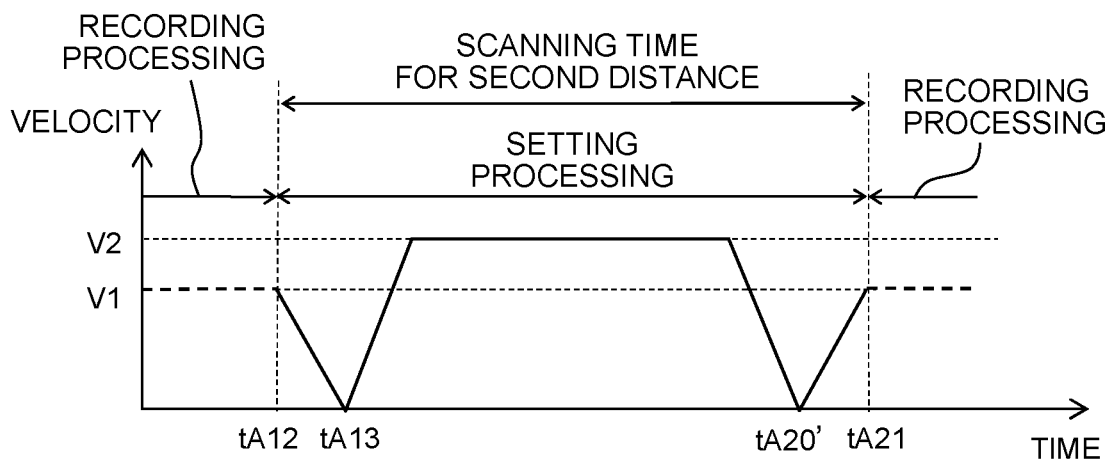 RECORDING
PROCESSING
SCANNING TIME
FOR SECOND DISTANCE
RECORDING
PROCESSING
VELOCITY
SETTING
PROCESSING
V2
V1
tA12
tA13
tA20’
tA21
TIME